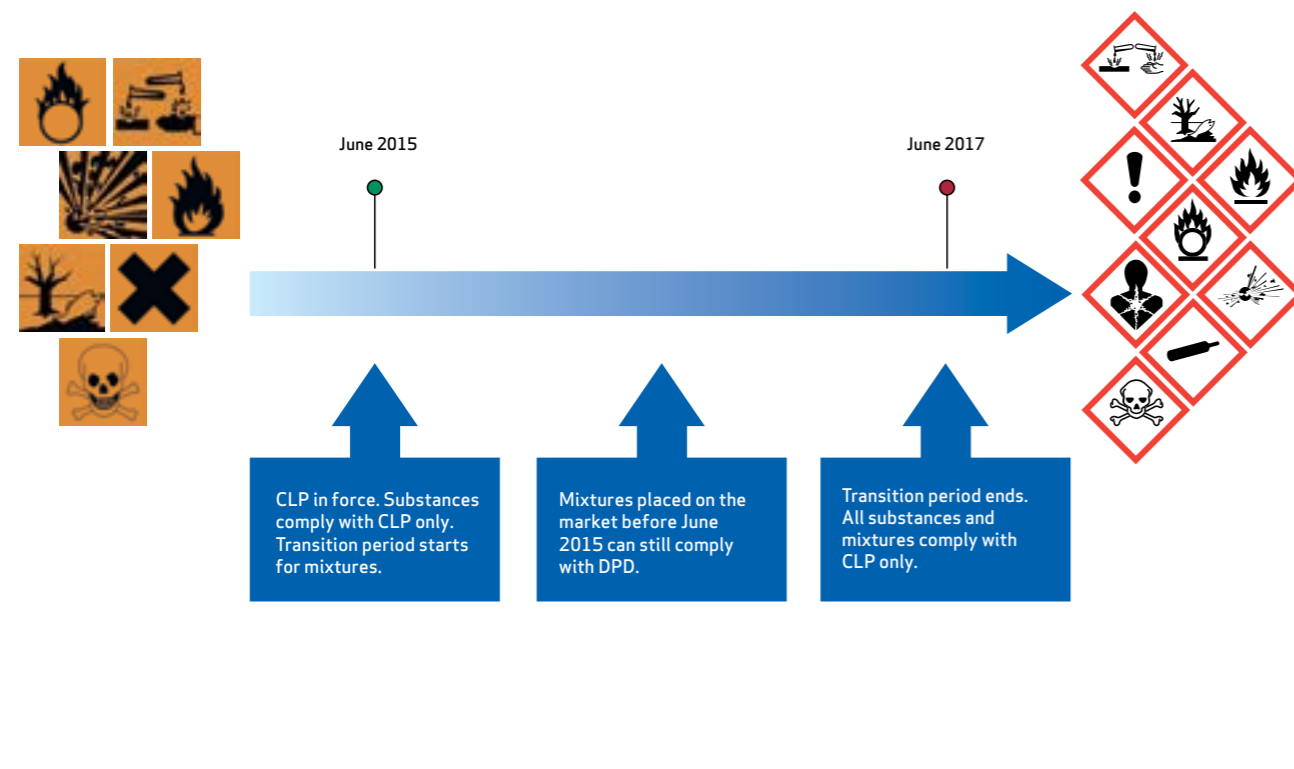 June 2015
June 2017
CLP in force. Substances
comply with CLP only.
Transition period starts
for mixtures.
Mixtures placed on the
market before June
2015 can still comply
with DPD.
Transition period ends.
All substances and
mixtures comply with
CLP only.